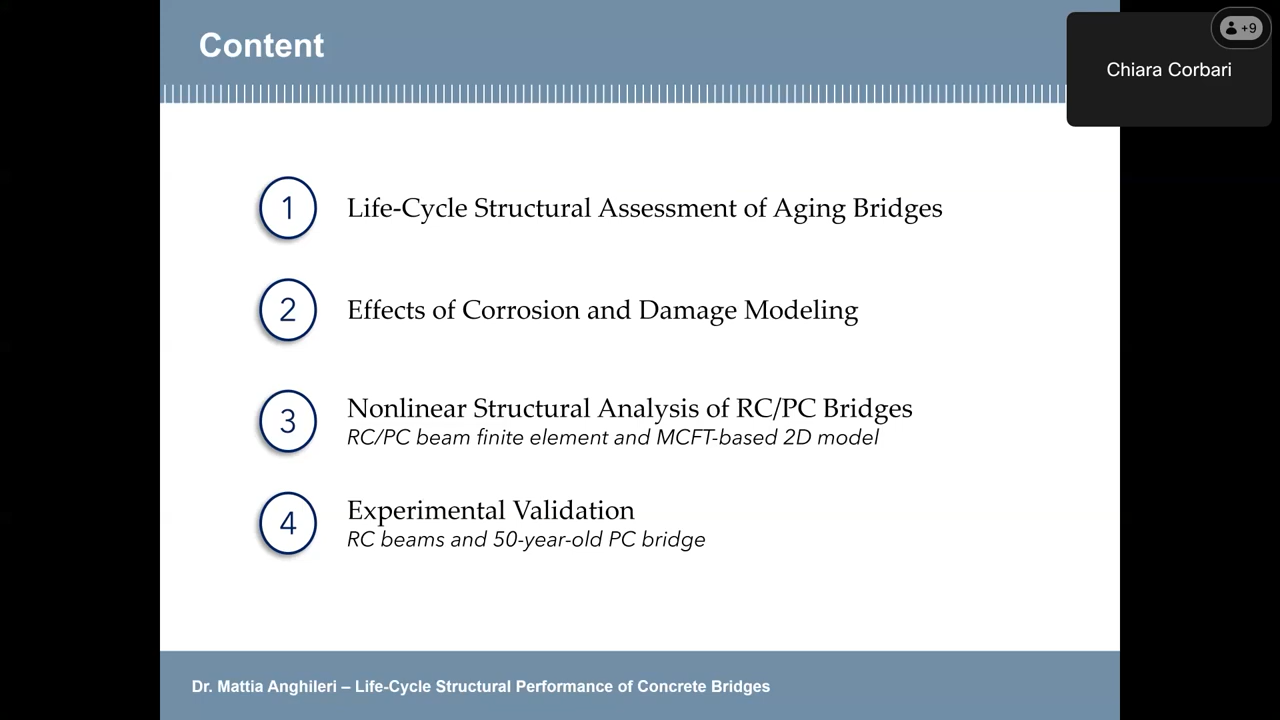 Content
+9
Chiara Corbari
1
Life-Cycle Structural Assessment of Aging Bridges
2
Effects of Corrosion and Damage Modeling
3
Nonlinear Structural Analysis of RC/PC Bridges
RC/PC beam finite element and MCFT-based 2D model
4
Experimental Validation
RC beams and 50-year-old PC bridge
Dr. Mattia Anghileri – Life-Cycle Structural Performance of Concrete Bridges